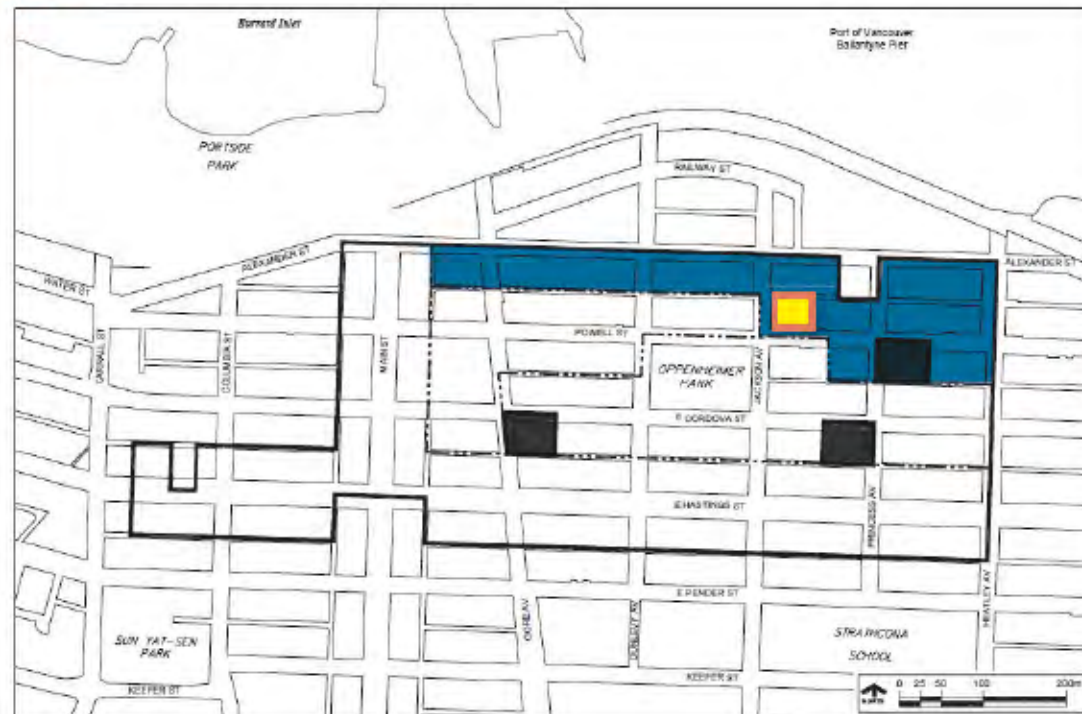 Burrard Inlet
Port of Vancouver
Ballantyne Pier
PORTSIDE
PARK
RAILWAY ST
ALEXANDER ST
ALEXANDER ST
WATER ST
CARRALL ST
COLUMBIA ST
MAIN ST
POWELL ST
OPPENHEIMER
JACKSON AV
E CORDOVA ST
E HASTINGS ST
PRINCESS AV
E PENDER ST
GORE AV
DUNLEVY AV
HEATLEY AV
SUN YAT-SEN
PARK
STRATHCONA
SCHOOL
KEEFER ST
KEEFER ST
0 25 50 100 200m